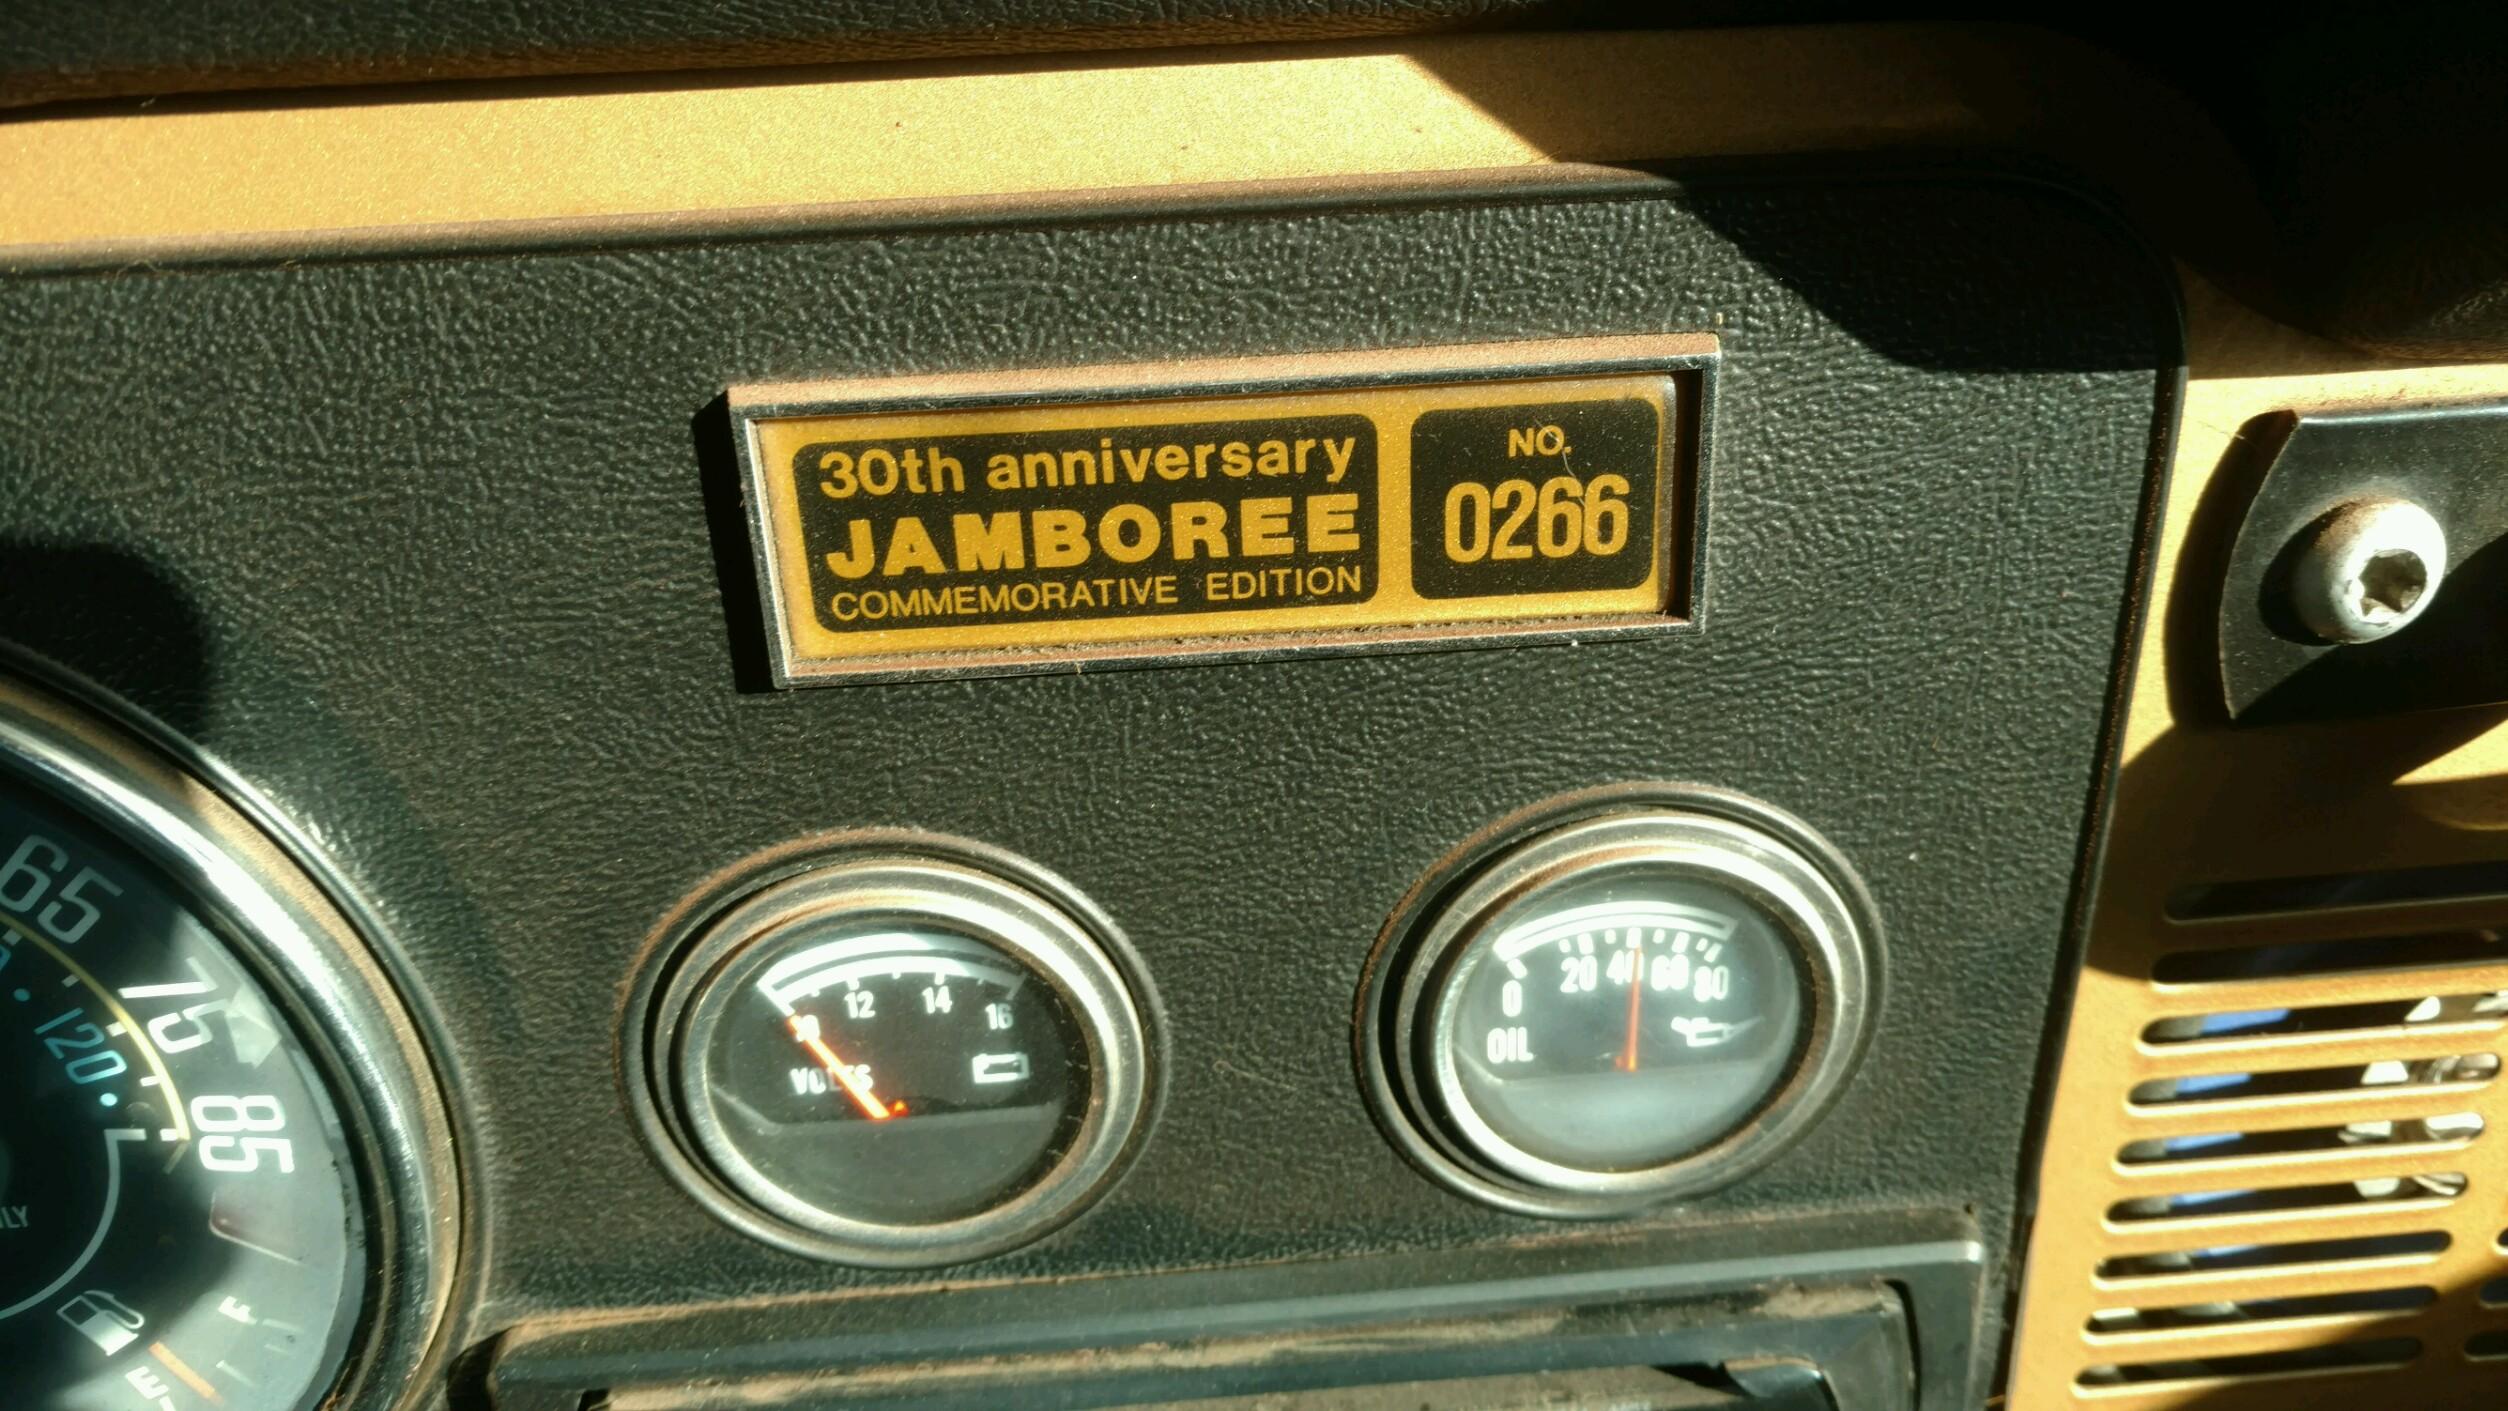 30th anniversary
JAMBOREE
COMMEMORATIVE EDITION
NO.
0266
65
75
85
120
10 12 14 16
VOLTS
0 20 40 60 80
OIL
F
E